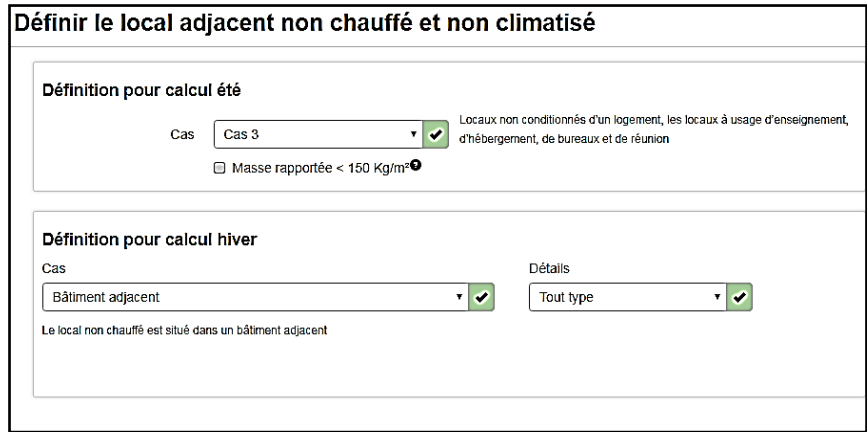 Définir le local adjacent non chauffé et non climatisé
Définition pour calcul été
Cas
Cas 3
Locaux non conditionnés d'un logement, les locaux à usage d'enseignement,
d'hébergement, de bureaux et de réunion
Masse rapportée < 150 Kg/m²
Définition pour calcul hiver
Cas
Détails
Bâtiment adjacent
Tout type
Le local non chauffé est situé dans un bâtiment adjacent